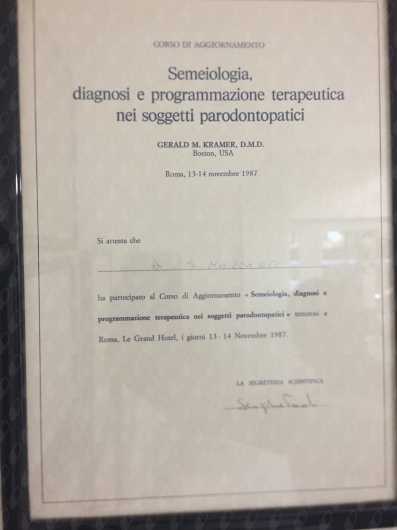 CORSO DI AGGIORNAMENTO
Semeiologia,
diagnosi e programmazione terapeutica
nei soggetti parodontopatici
GERALD M. KRAMER, D.M.D.
Boston, USA
Roma, 13-14 novembre 1987
Si attesta che
ha partecipato al Corso di Aggiornamento « Semeiologia, diagnosi e
programmazione terapeutica nei soggetti parodontopatici » tenutosi a
Roma, Le Grand Hotel, i giorni 13 - 14 Novembre 1987.
LA SEGRETERIA SCIENTIFICA